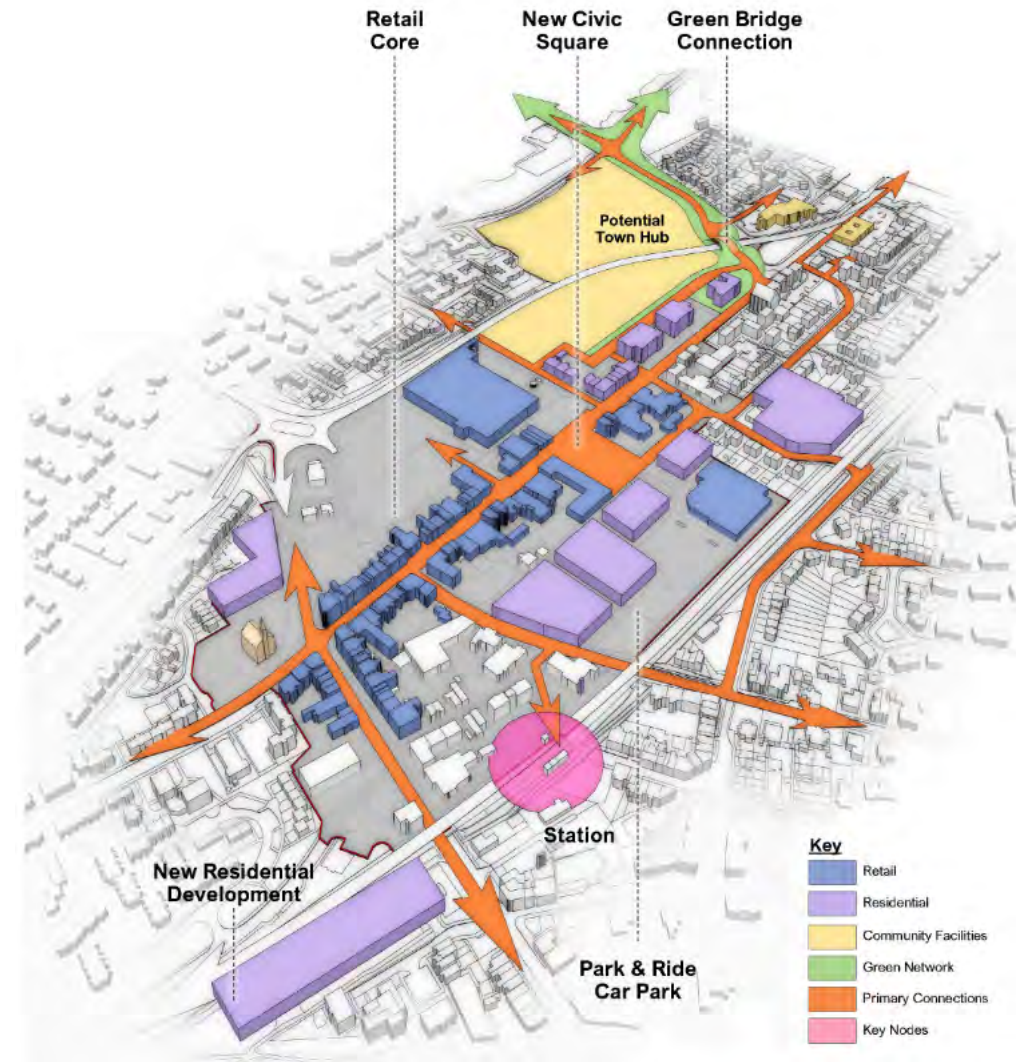 Retail
Core
New Civic
Square
Green Bridge
Connection
Potential
Town Hub
Station
New Residential
Development
Park & Ride
Car Park
Key
Retail
Residential
Community Facilities
Green Network
Primary Connections
Key Nodes